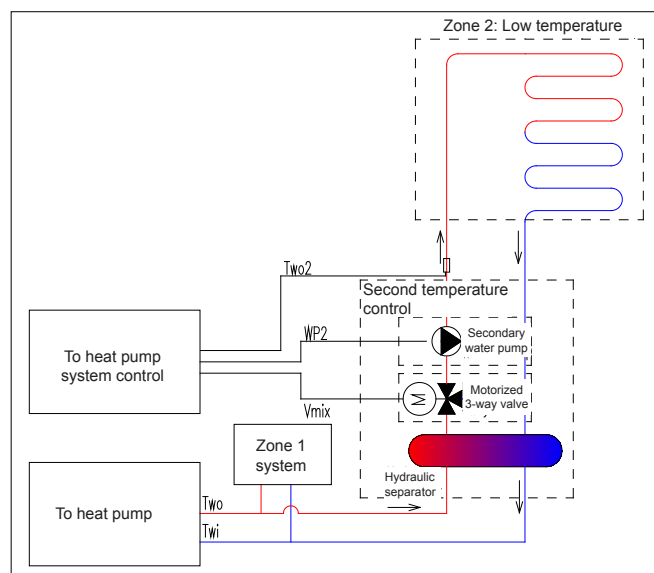 Zone 2: Low temperature
Two2
Second temperature
control
WP2
Secondary
water pump
To heat pump
system control
M
Motorized
3-way valve
Vmix
Zone 1
system
Hydraulic
separator
To heat pump
Two
Twi